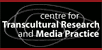 centre for
Transcultural Research
and Media Practice